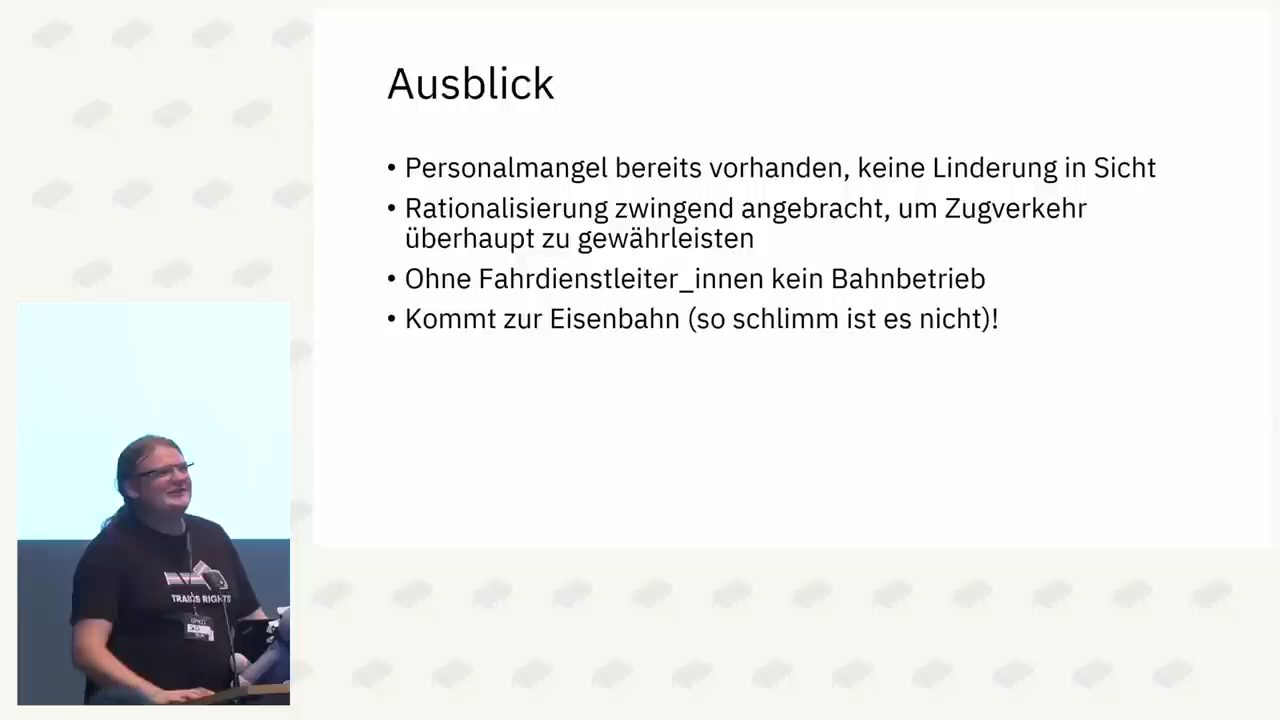 Ausblick
• Personalmangel bereits vorhanden, keine Linderung in Sicht
• Rationalisierung zwingend angebracht, um Zugverkehr
überhaupt zu gewährleisten
• Ohne Fahrdienstleiter_innen kein Bahnbetrieb
• Kommt zur Eisenbahn (so schlimm ist es nicht)!
TRAINS RIGHTS